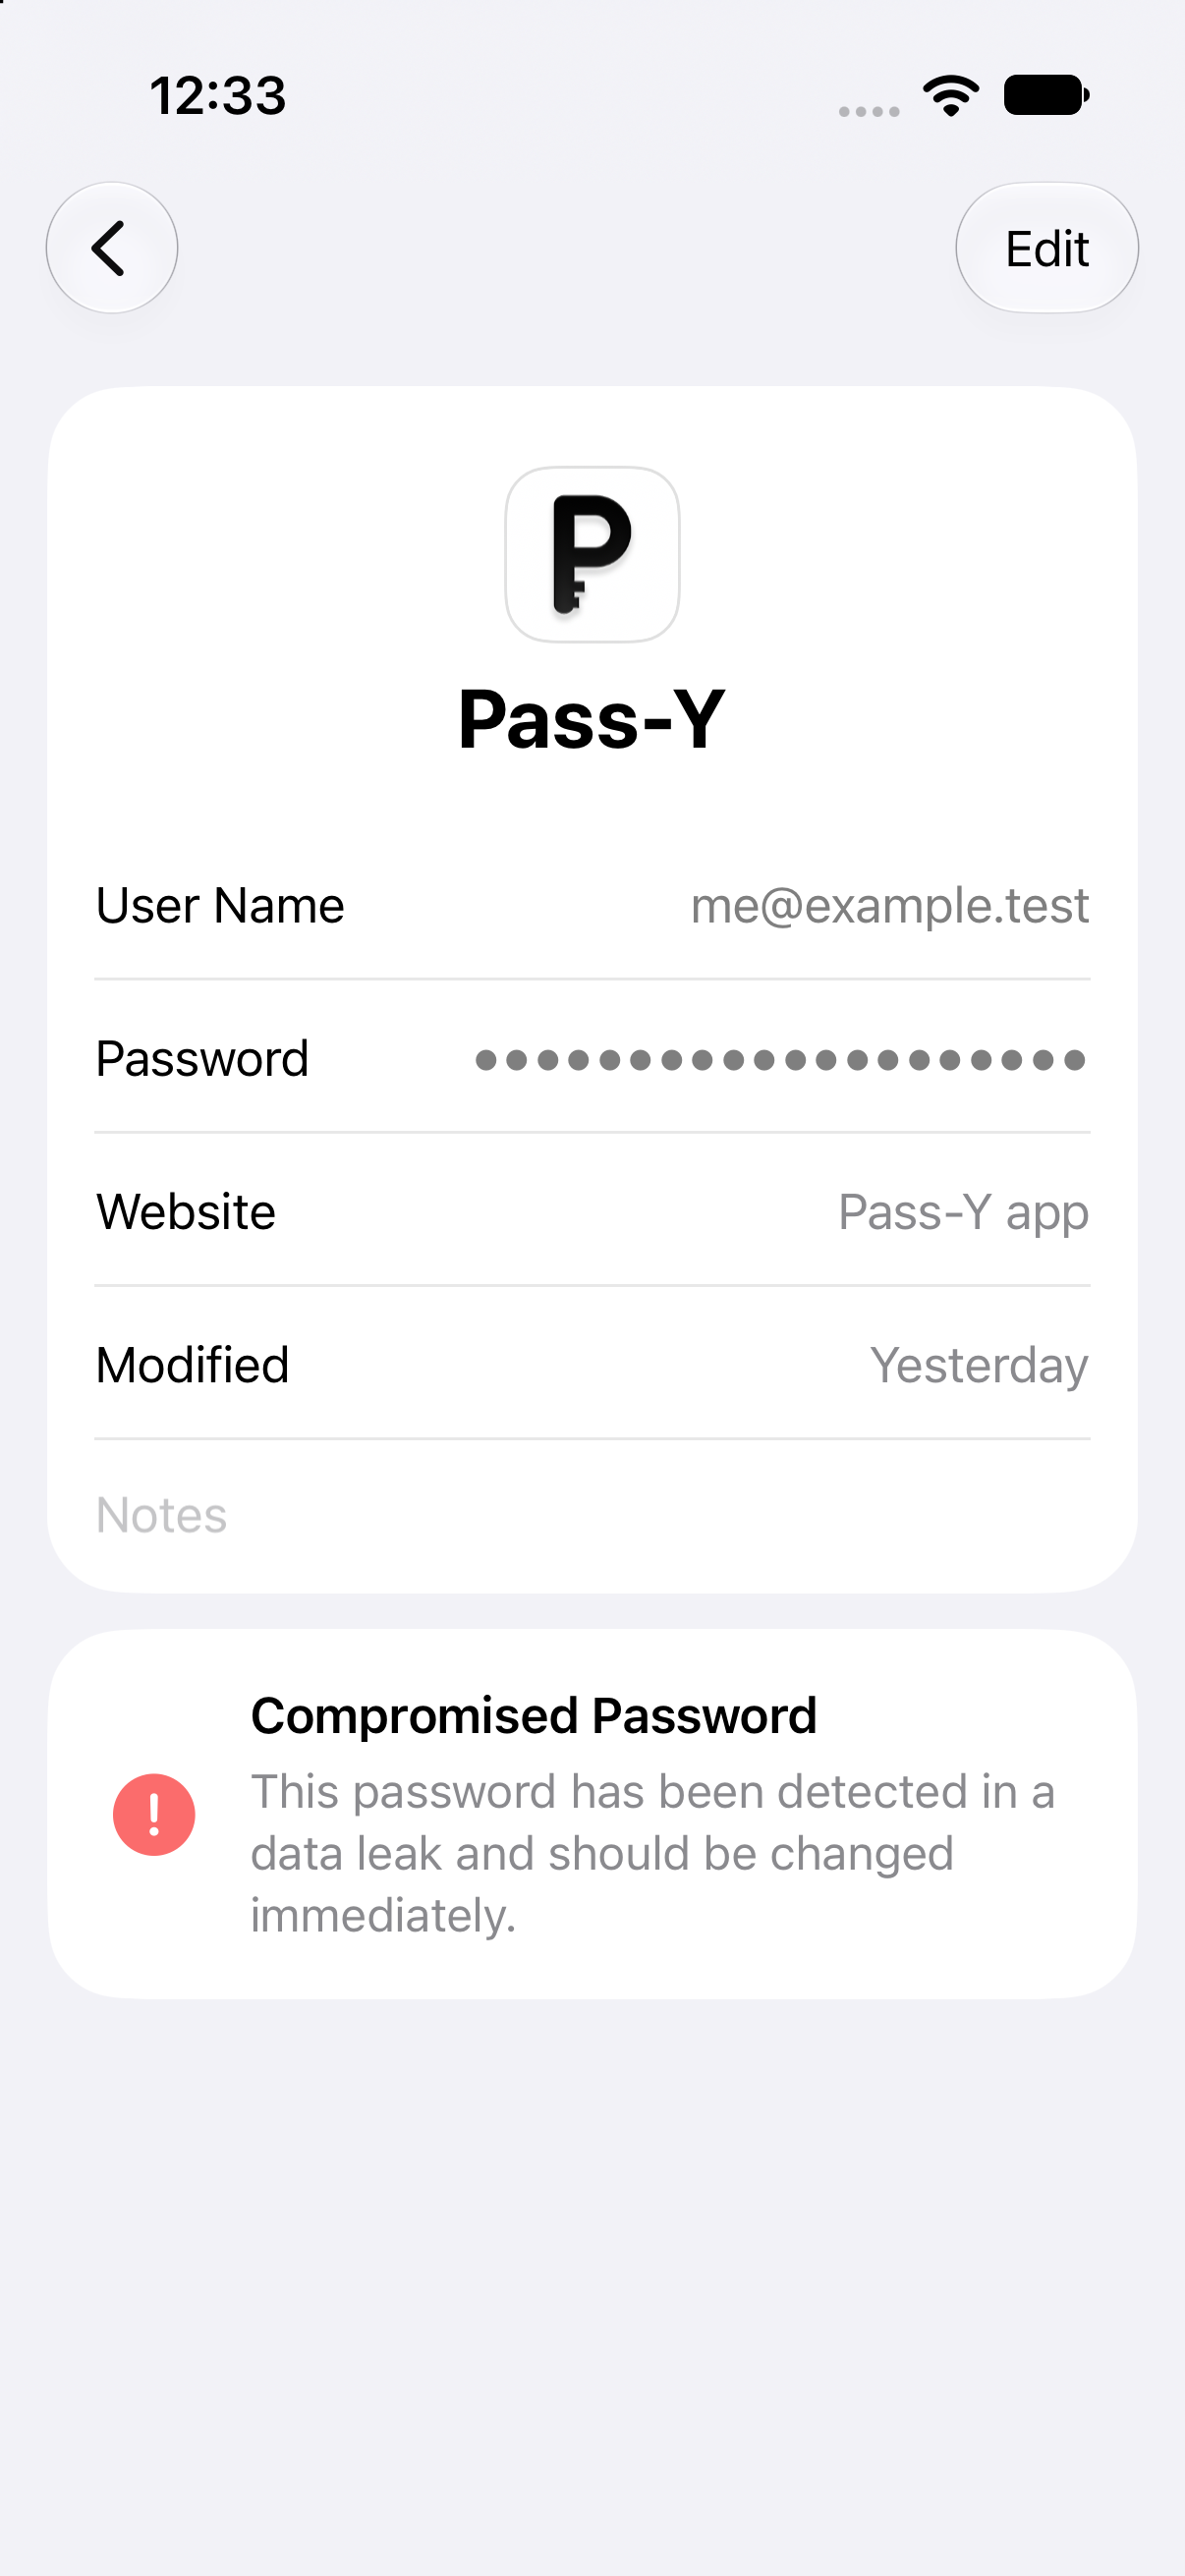 12:33
Edit
Pass-Y
User Name me@example.test
Password ●●●●●●●●●●●●●●●●●●●●
Website Pass-Y app
Modified Yesterday
Notes
Compromised Password
This password has been detected in a
data leak and should be changed
immediately.